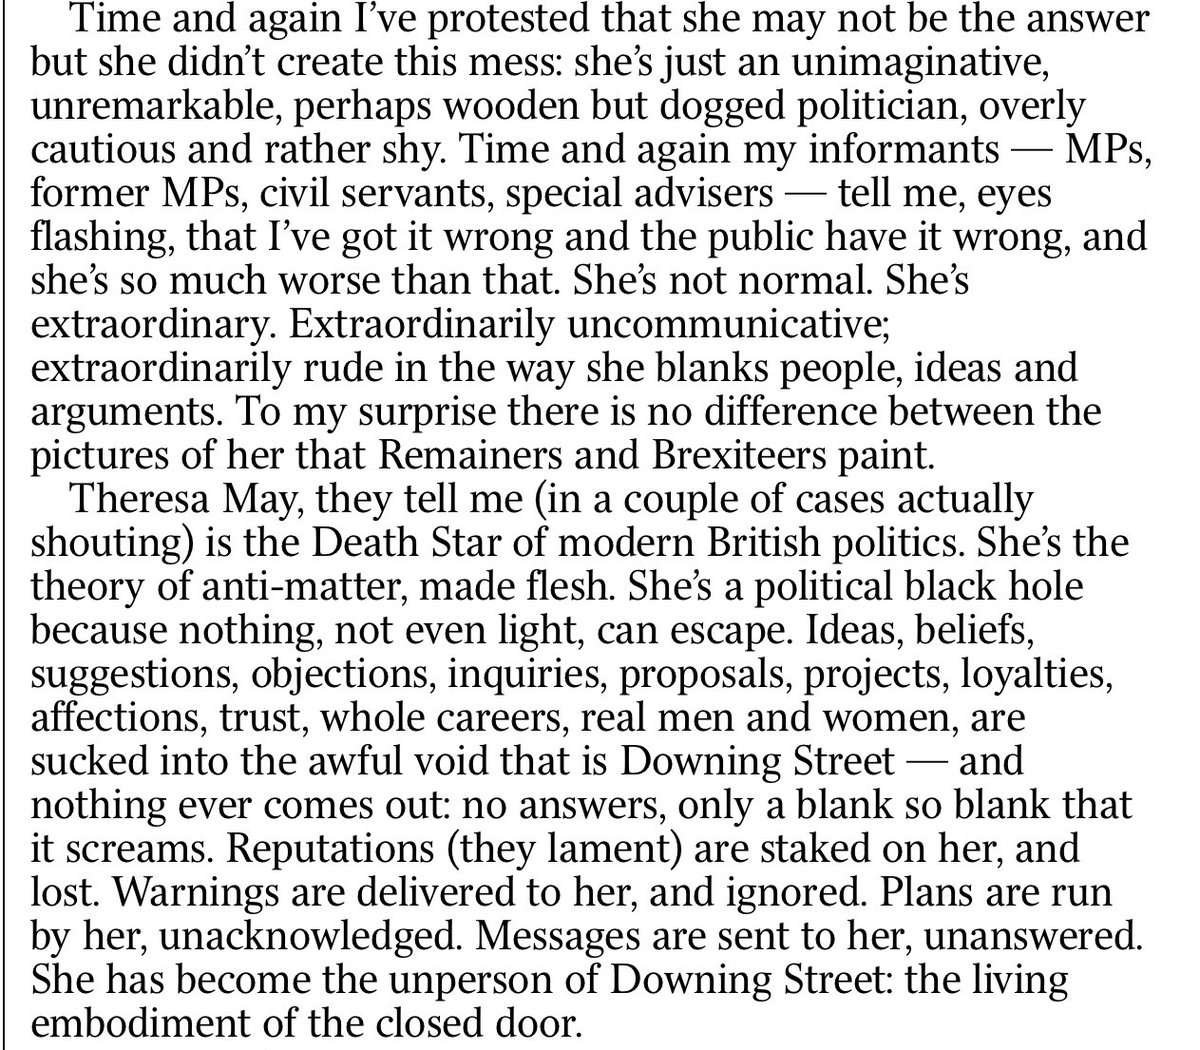 Time and again I've protested that she may not be the answer
but she didn't create this mess: she's just an unimaginative,
unremarkable, perhaps wooden but dogged politician, overly
cautious and rather shy. Time and again my informants — MPs,
former MPs, civil servants, special advisers — tell me, eyes
flashing, that I've got it wrong and the public have it wrong, and
she's so much worse than that. She's not normal. She's
extraordinary. Extraordinarily uncommunicative;
extraordinarily rude in the way she blanks people, ideas and
arguments. To my surprise there is no difference between the
pictures of her that Remainers and Brexiteers paint.
Theresa May, they tell me (in a couple of cases actually
shouting) is the Death Star of modern British politics. She's the
theory of anti-matter, made flesh. She's a political black hole
because nothing, not even light, can escape. Ideas, beliefs,
suggestions, objections, inquiries, proposals, projects, loyalties,
affections, trust, whole careers, real men and women, are
sucked into the awful void that is Downing Street — and
nothing ever comes out: no answers, only a blank so blank that
it screams. Reputations (they lament) are staked on her, and
lost. Warnings are delivered to her, and ignored. Plans are run
by her, unacknowledged. Messages are sent to her, unanswered.
She has become the unperson of Downing Street: the living
embodiment of the closed door.